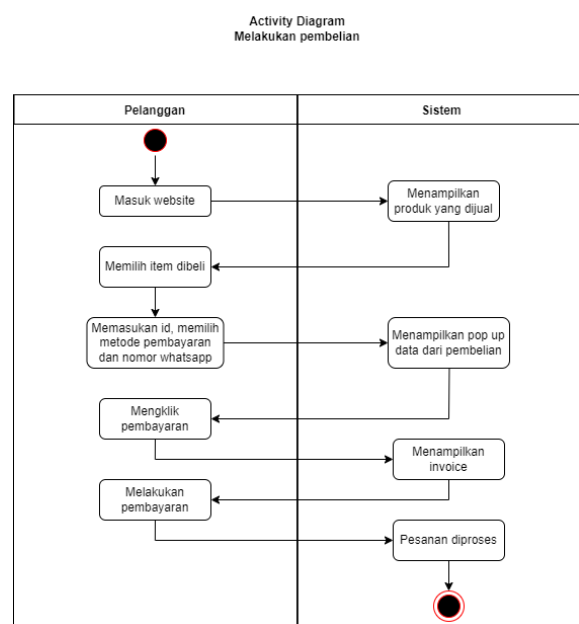 Activity Diagram
Melakukan pembelian
Pelanggan
Sistem
Masuk website
Menampilkan
produk yang dijual
Memilih item dibeli
Memasukan id, memilih
metode pembayaran
dan nomor whatsapp
Menampilkan pop up
data dari pembelian
Mengklik
pembayaran
Menampilkan
invoice
Melakukan
pembayaran
Pesanan diproses